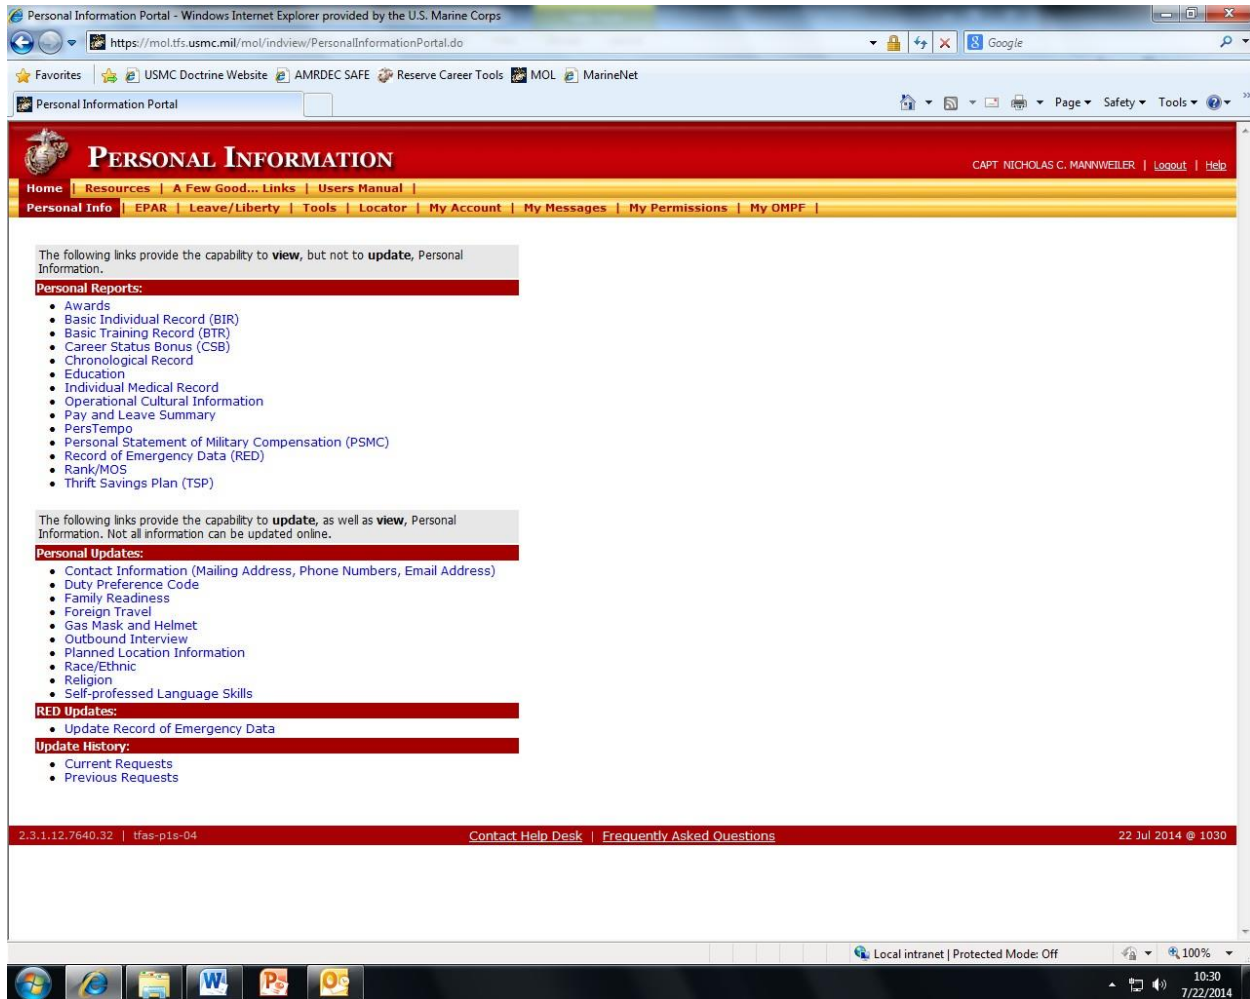 Personal Information Portal - Windows Internet Explorer provided by the U.S. Marine Corps
https://mol.tfs.usmc.mil/mol/indview/PersonalInformationPortal.do
Google
Favorites USMC Doctrine Website AMRDEC SAFE Reserve Career Tools MOL MarineNet
Personal Information Portal
Page Safety Tools
PERSONAL INFORMATION
CAPT NICHOLAS C. MANNWEILER | Logout | Help
Home | Resources | A Few Good... Links | Users Manual |
Personal Info | EPAR | Leave/Liberty | Tools | Locator | My Account | My Messages | My Permissions | My OMPF |
The following links provide the capability to view, but not to update, Personal
Information.
Personal Reports:
• Awards
• Basic Individual Record (BIR)
• Basic Training Record (BTR)
• Career Status Bonus (CSB)
• Chronological Record
• Education
• Individual Medical Record
• Operational Cultural Information
• Pay and Leave Summary
• PersTempo
• Personal Statement of Military Compensation (PSMC)
• Record of Emergency Data (RED)
• Rank/MOS
• Thrift Savings Plan (TSP)
The following links provide the capability to update, as well as view, Personal
Information. Not all information can be updated online.
Personal Updates:
• Contact Information (Mailing Address, Phone Numbers, Email Address)
• Duty Preference Code
• Family Readiness
• Foreign Travel
• Gas Mask and Helmet
• Outbound Interview
• Planned Location Information
• Race/Ethnic
• Religion
• Self-professed Language Skills
RED Updates:
• Update Record of Emergency Data
Update History:
• Current Requests
• Previous Requests
2.3.1.12.7640.32 | tfas-p1s-04
Contact Help Desk | Frequently Asked Questions
22 Jul 2014 @ 1030
Local intranet | Protected Mode: Off
100%
10:30
7/22/2014